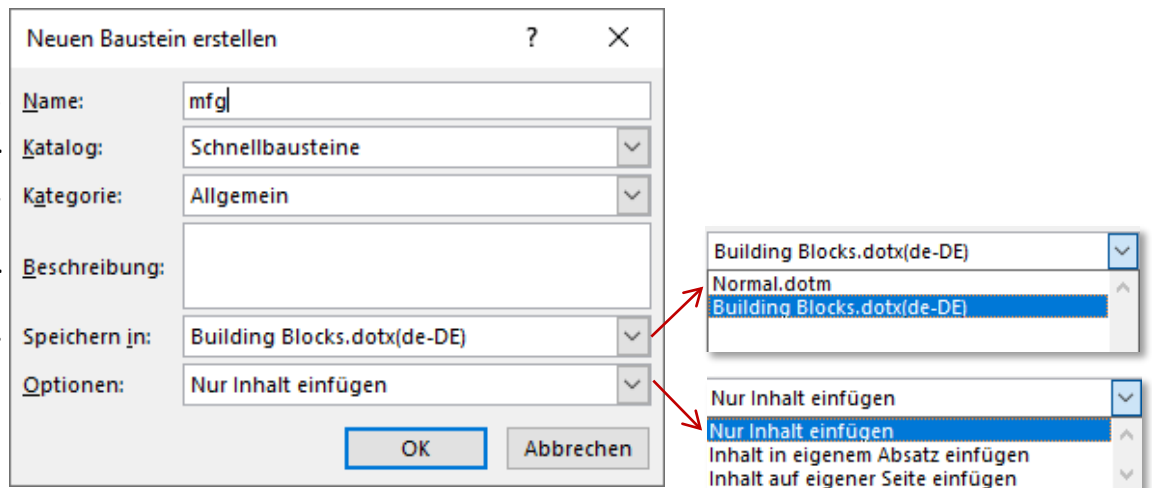 Neuen Baustein erstellen ?
Name: mfg
Katalog: Schnellbausteine
Kategorie: Allgemein
Beschreibung:
Speichern in: Building Blocks.dotx(de-DE)
Optionen: Nur Inhalt einfügen
OK Abbrechen
Building Blocks.dotx(de-DE)
Normal.dotm
Building Blocks.dotx(de-DE)
Nur Inhalt einfügen
Nur Inhalt einfügen
Inhalt in eigenem Absatz einfügen
Inhalt auf eigener Seite einfügen